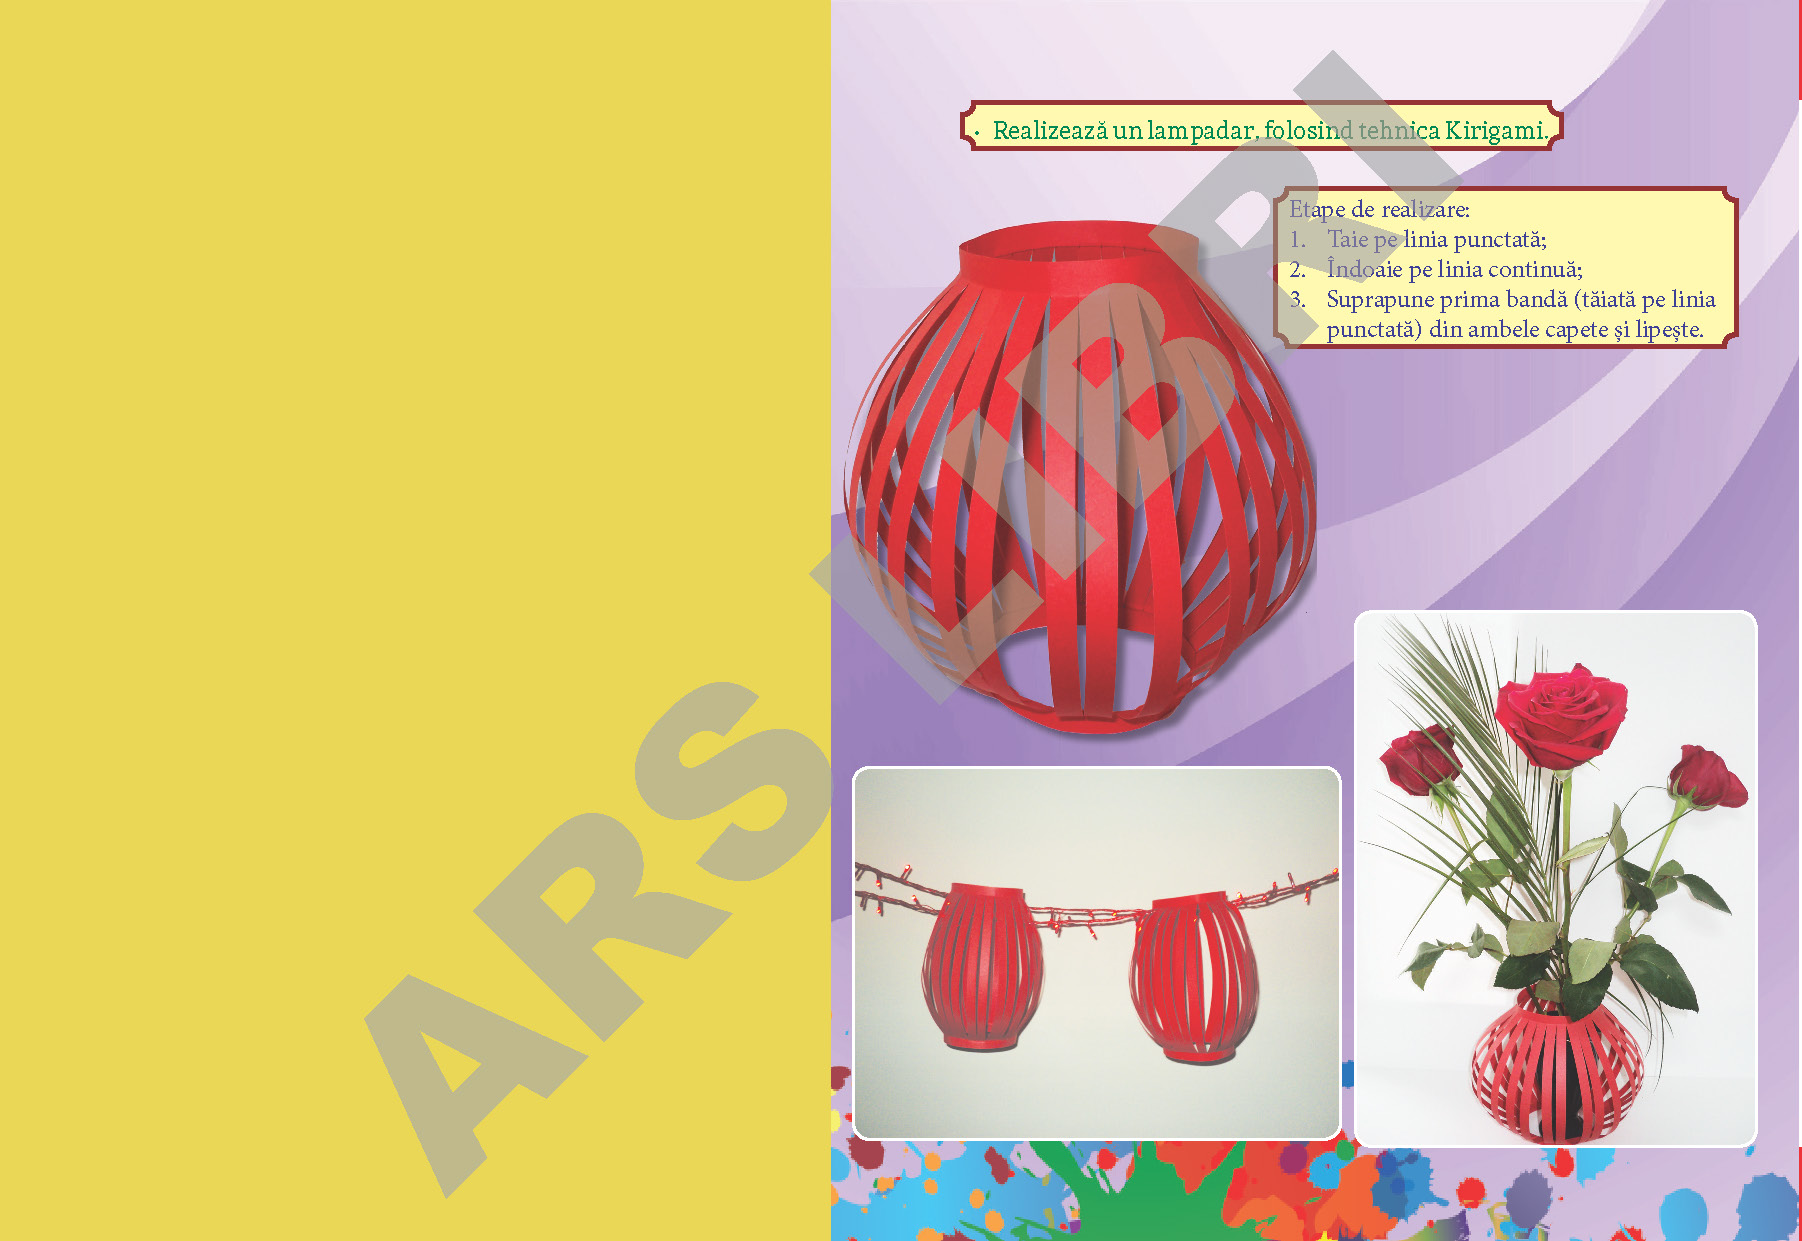 • Realizează un lampadar, folosind tehnica Kirigami.
Etape de realizare:
1. Taie pe linia punctată;
2. Îndoaie pe linia continuă;
3. Suprapune prima bandă (tăiată pe linia
punctată) din ambele capete și lipește.
ARS LIBRI